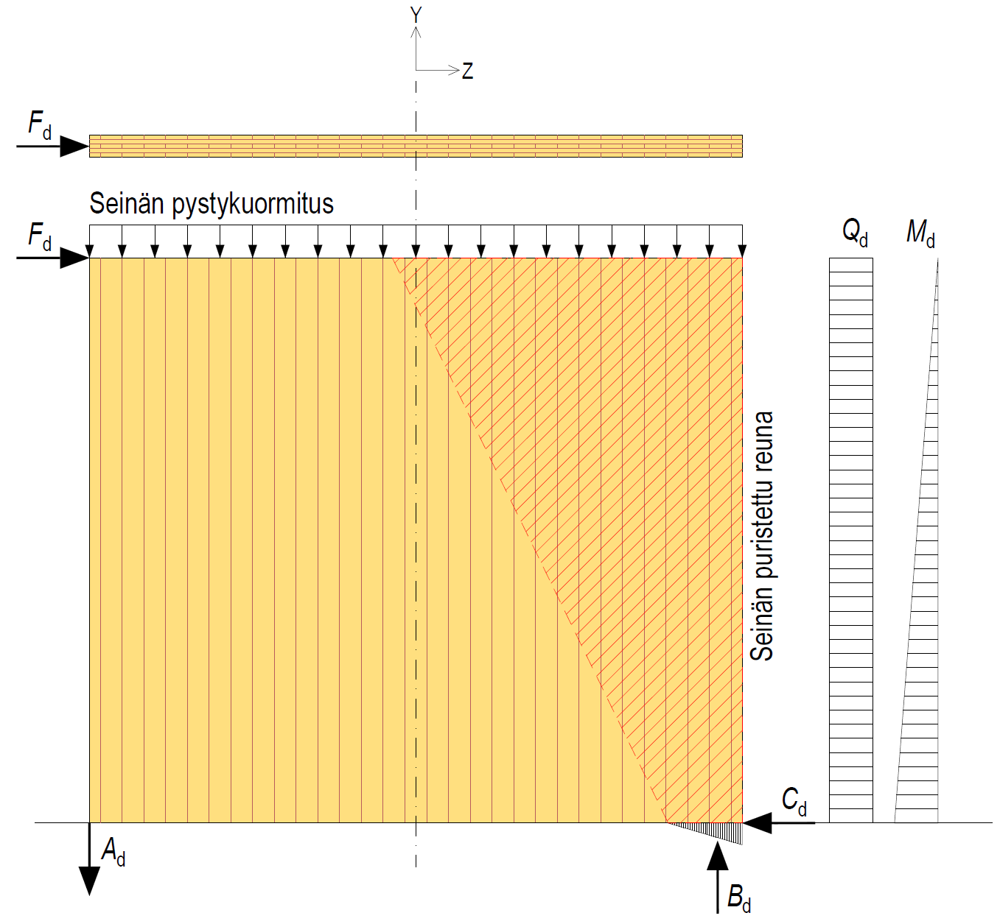 Y
Z
Fd
Seinän pystykuormitus
Fd
Qd
Md
Seinän puristettu reuna
Cd
Ad
Bd